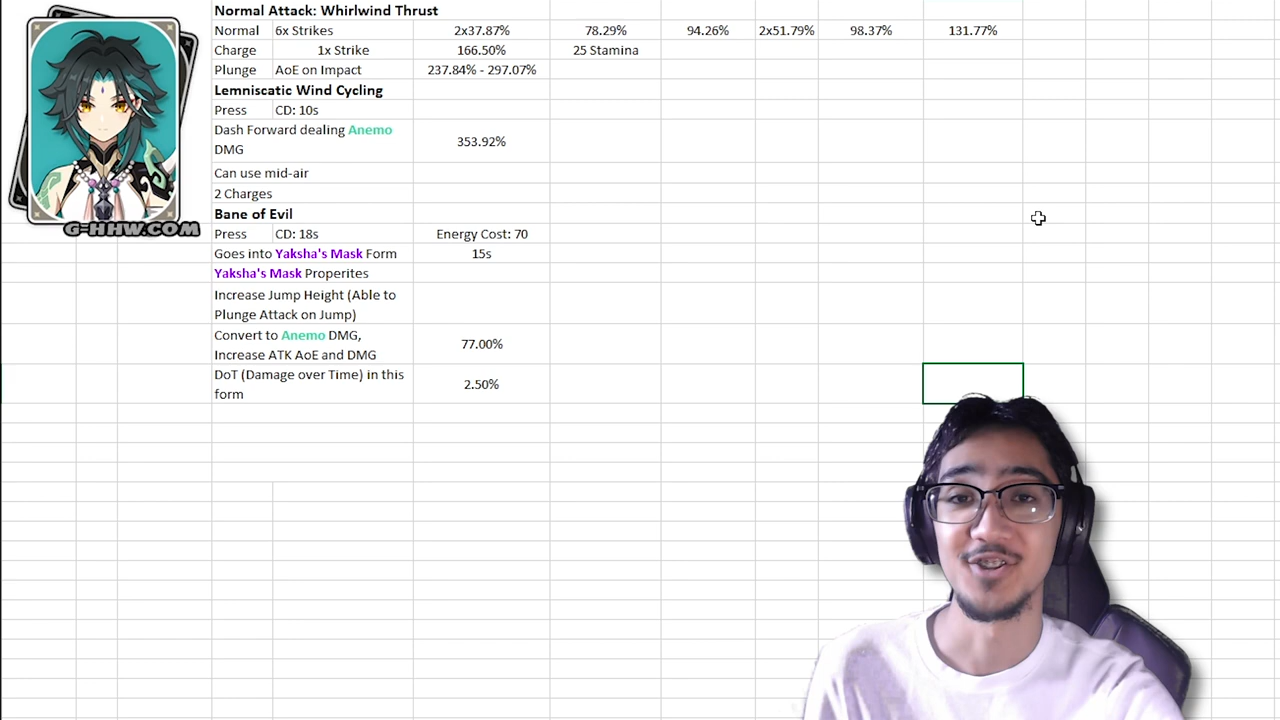 Normal Attack: Whirlwind Thrust
Normal 6x Strikes 2x37.87% 78.29% 94.26% 2x51.79% 98.37% 131.77%
Charge 1x Strike 166.50% 25 Stamina
Plunge AoE on Impact 237.84% - 297.07%
Lemniscatic Wind Cycling
Press CD: 10s
Dash Forward dealing Anemo
DMG
353.92%
Can use mid-air
2 Charges
Bane of Evil
Press CD: 18s Energy Cost: 70
Goes into Yaksha's Mask Form 15s
Yaksha's Mask Properites
Increase Jump Height (Able to
Plunge Attack on Jump)
Convert to Anemo DMG,
Increase ATK AoE and DMG
77.00%
DoT (Damage over Time) in this
form
2.50%
G-HHW.COM